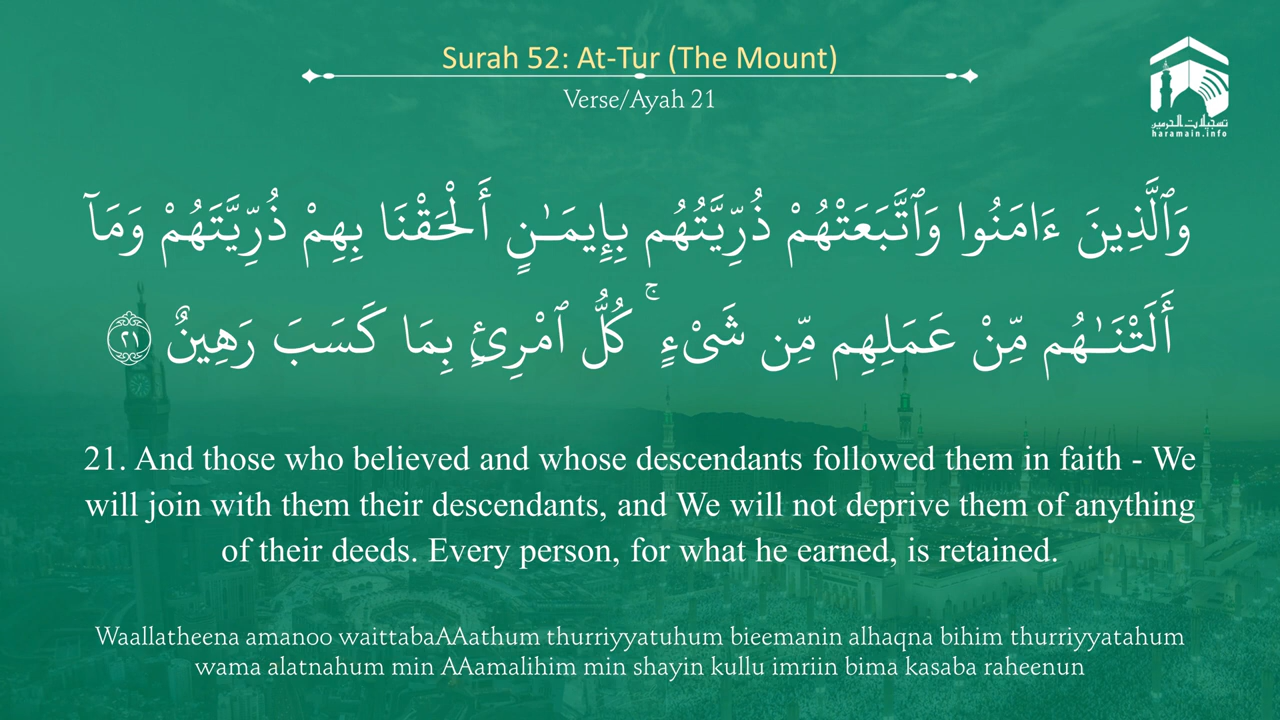 Surah 52: At-Tur (The Mount)
Verse/Ayah 21
تسجيلات الحرمين
haramain.info
وَٱلَّذِينَ ءَامَنُوا وَٱتَّبَعَتْهُمْ ذُرِّيَّتُهُم بِإِيمَـٰنٍ أَلْحَقْنَا بِهِمْ ذُرِّيَّتَهُمْ وَمَآ
أَلَتْنَـٰهُم مِّنْ عَمَلِهِم مِّن شَىْءٍ ۚ كُلُّ ٱمْرِئٍۭ بِمَا كَسَبَ رَهِينٌ ٢١
21. And those who believed and whose descendants followed them in faith - We
will join with them their descendants, and We will not deprive them of anything
of their deeds. Every person, for what he earned, is retained.
Waallatheena amanoo waittabaAAathum thurriyyatuhum bieemanin alhaqna bihim thurriyyatahum
wama alatnahum min AAamalihim min shayin kullu imriin bima kasaba raheenun